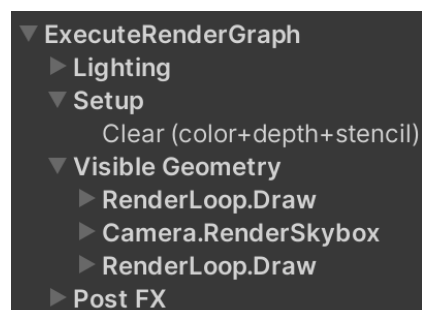 ExecuteRenderGraph
Lighting
Setup
Clear (color+depth+stencil)
Visible Geometry
RenderLoop.Draw
Camera.RenderSkybox
RenderLoop.Draw
Post FX